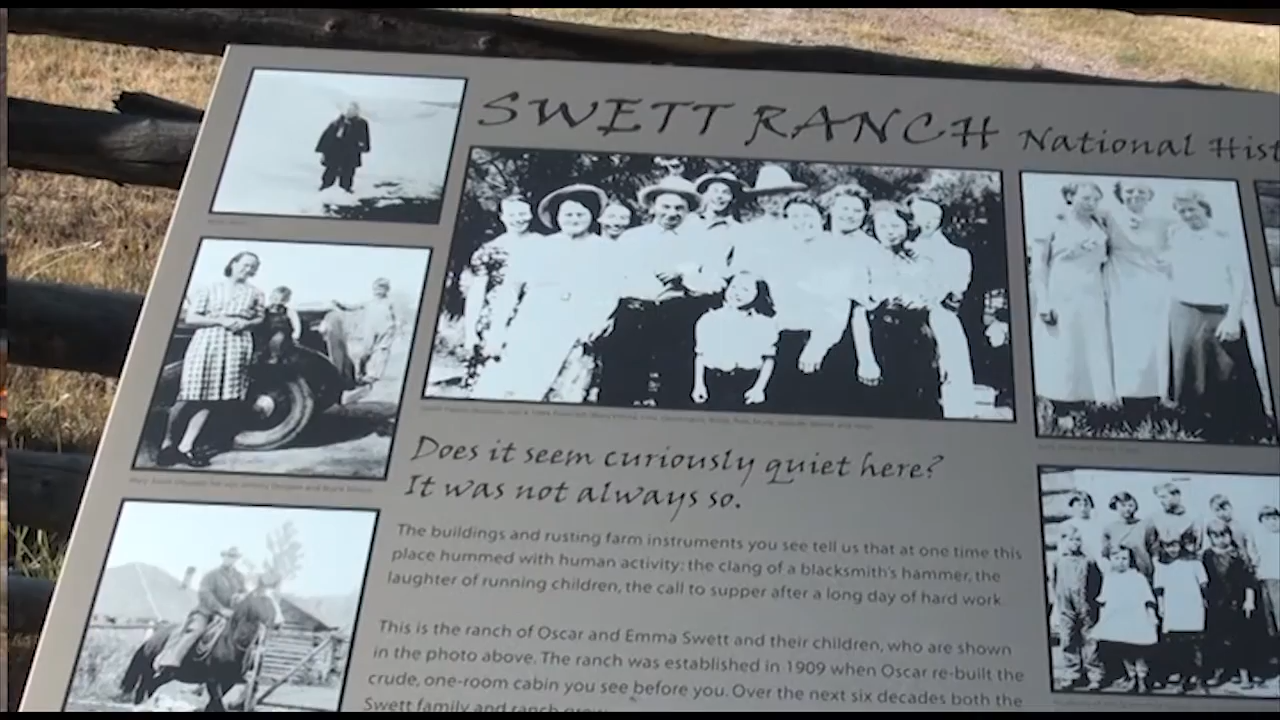 SWETT RANCH National Hist
Does it seem curiously quiet here?
It was not always so.
The buildings and rusting farm instruments you see tell us that at one time this
place hummed with human activity: the clang of a blacksmith's hammer, the
laughter of running children, the call to supper after a long day of hard work.
This is the ranch of Oscar and Emma Swett and their children, who are shown
in the photo above. The ranch was established in 1909 when Oscar re-built the
crude, one-room cabin you see before you. Over the next six decades both the
Swett family and ranch grew